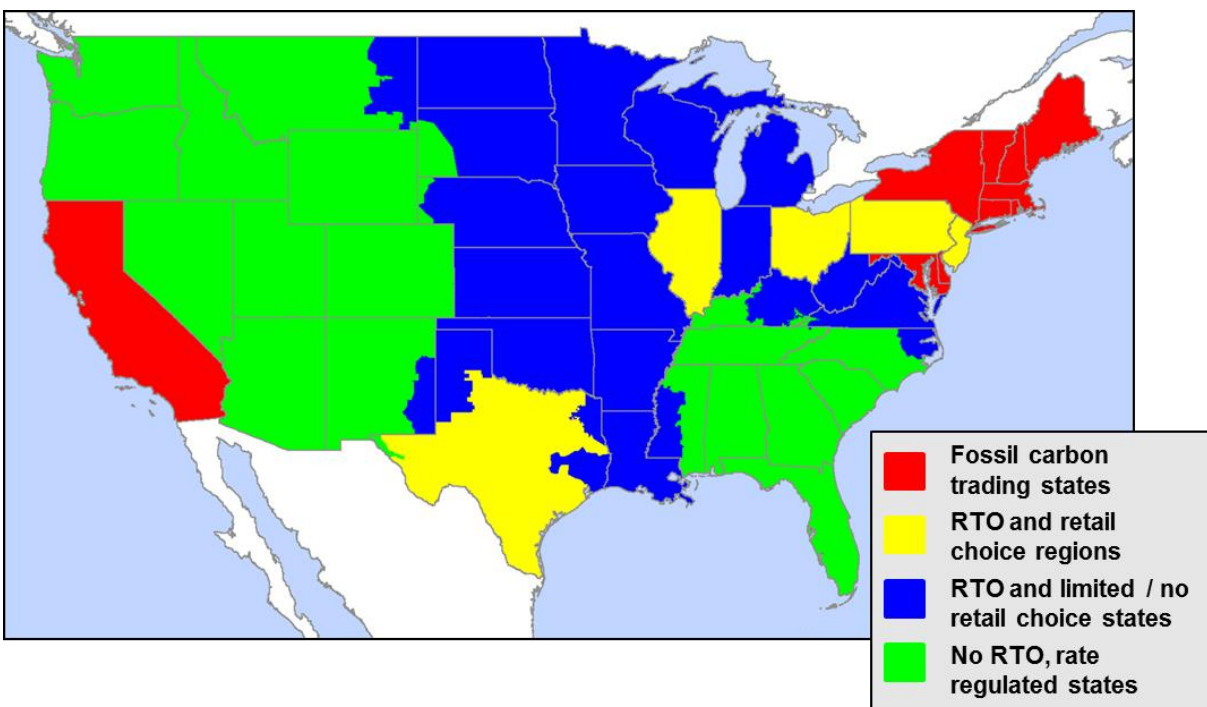 Fossil carbon
trading states
RTO and retail
choice regions
RTO and limited / no
retail choice states
No RTO, rate
regulated states